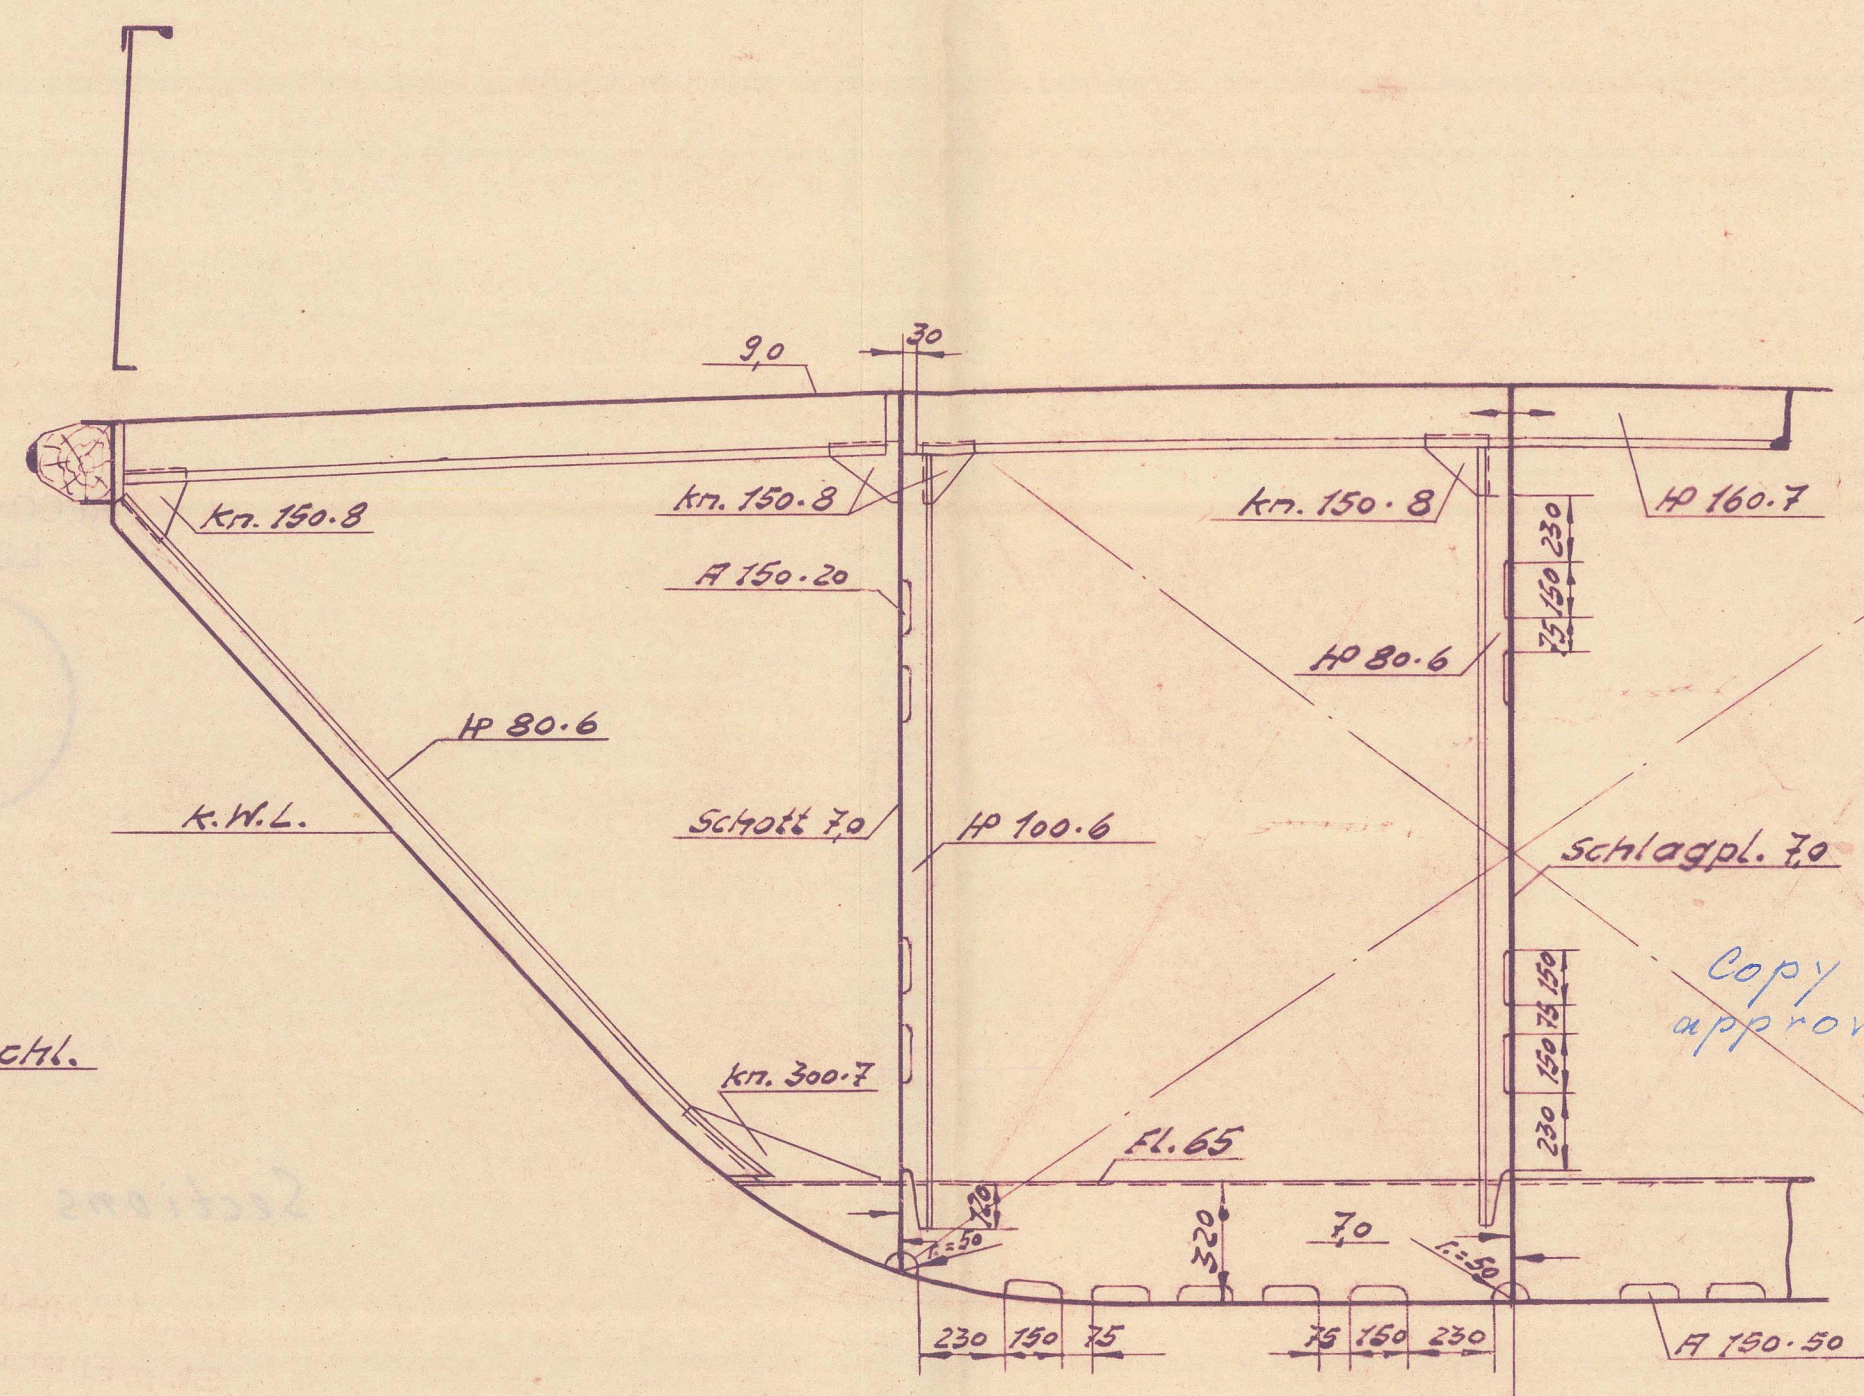 30
9,0
kn. 150·8
kn. 150·8
kn. 150·8
HP 160·7
230
150
75
A 150·20
HP 80·6
HP 80·6
K.W.L.
Schott 7,0
HP 100·6
Schlagpl. 7,0
Copy
approv
150
75
150
230
chl.
kn. 300·7
Fl. 65
120
320
7,0
r.=50
r.=50
Sections
230
150
75
75
150
230
A 150·50